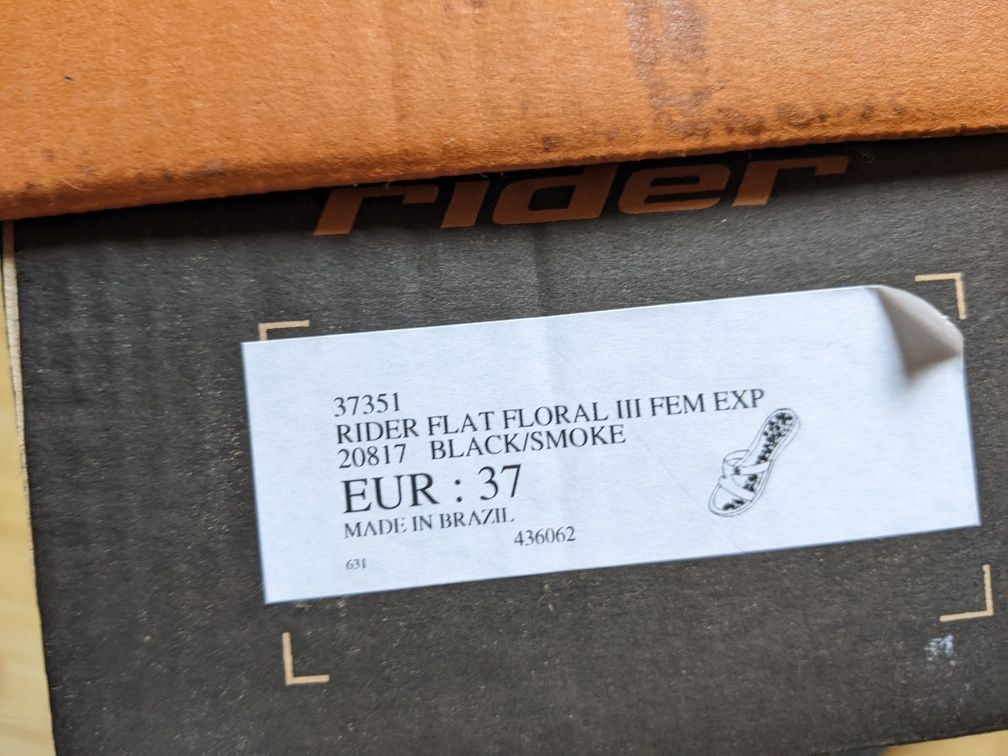 rider
37351
RIDER FLAT FLORAL III FEM EXP
20817 BLACK/SMOKE
EUR : 37
MADE IN BRAZIL
436062
631